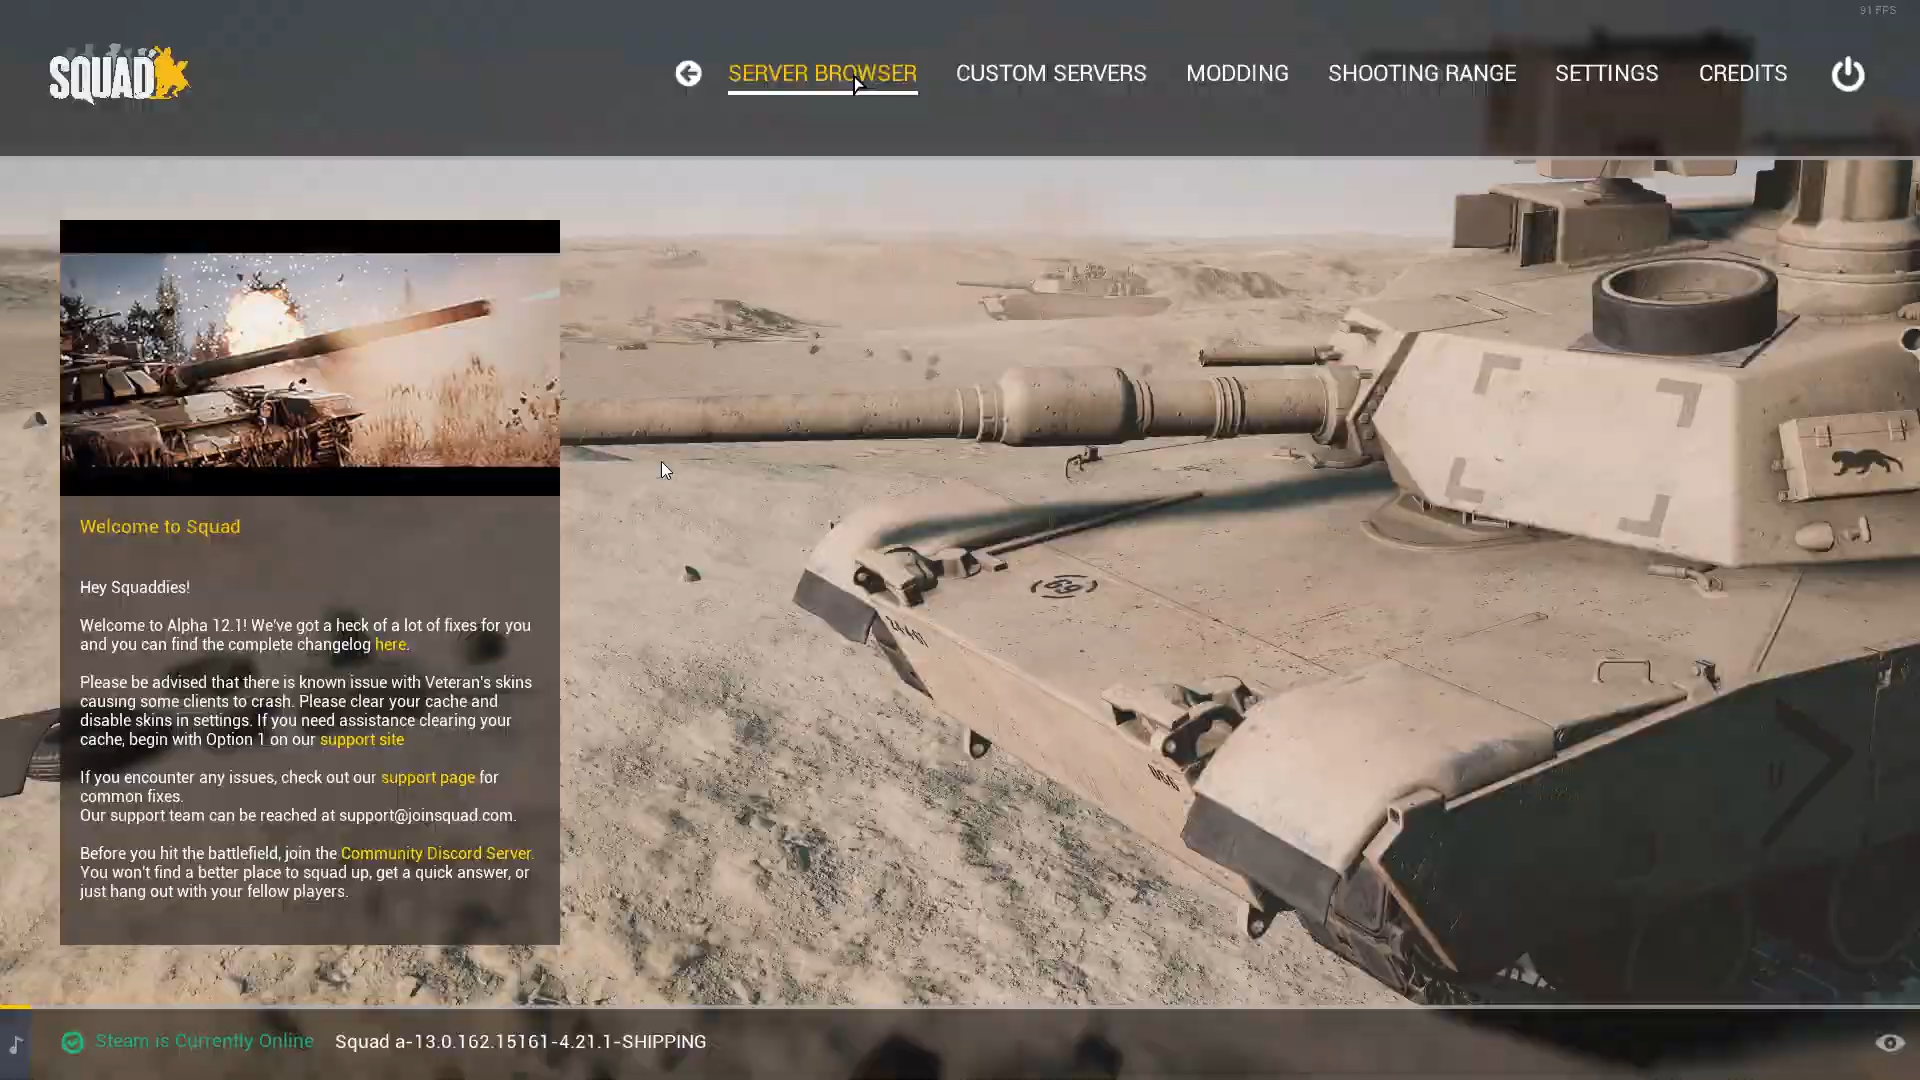 91 FPS
SQUAD
SERVER BROWSER
CUSTOM SERVERS
MODDING
SHOOTING RANGE
SETTINGS
CREDITS
Welcome to Squad
Hey Squaddies!
Welcome to Alpha 12.1! We've got a heck of a lot of fixes for you
and you can find the complete changelog here.
Please be advised that there is known issue with Veteran's skins
causing some clients to crash. Please clear your cache and
disable skins in settings. If you need assistance clearing your
cache, begin with Option 1 on our support site
If you encounter any issues, check out our support page for
common fixes.
Our support team can be reached at support@joinsquad.com.
Before you hit the battlefield, join the Community Discord Server.
You won't find a better place to squad up, get a quick answer, or
just hang out with your fellow players.
69
Steam is Currently Online
Squad a-13.0.162.15161-4.21.1-SHIPPING